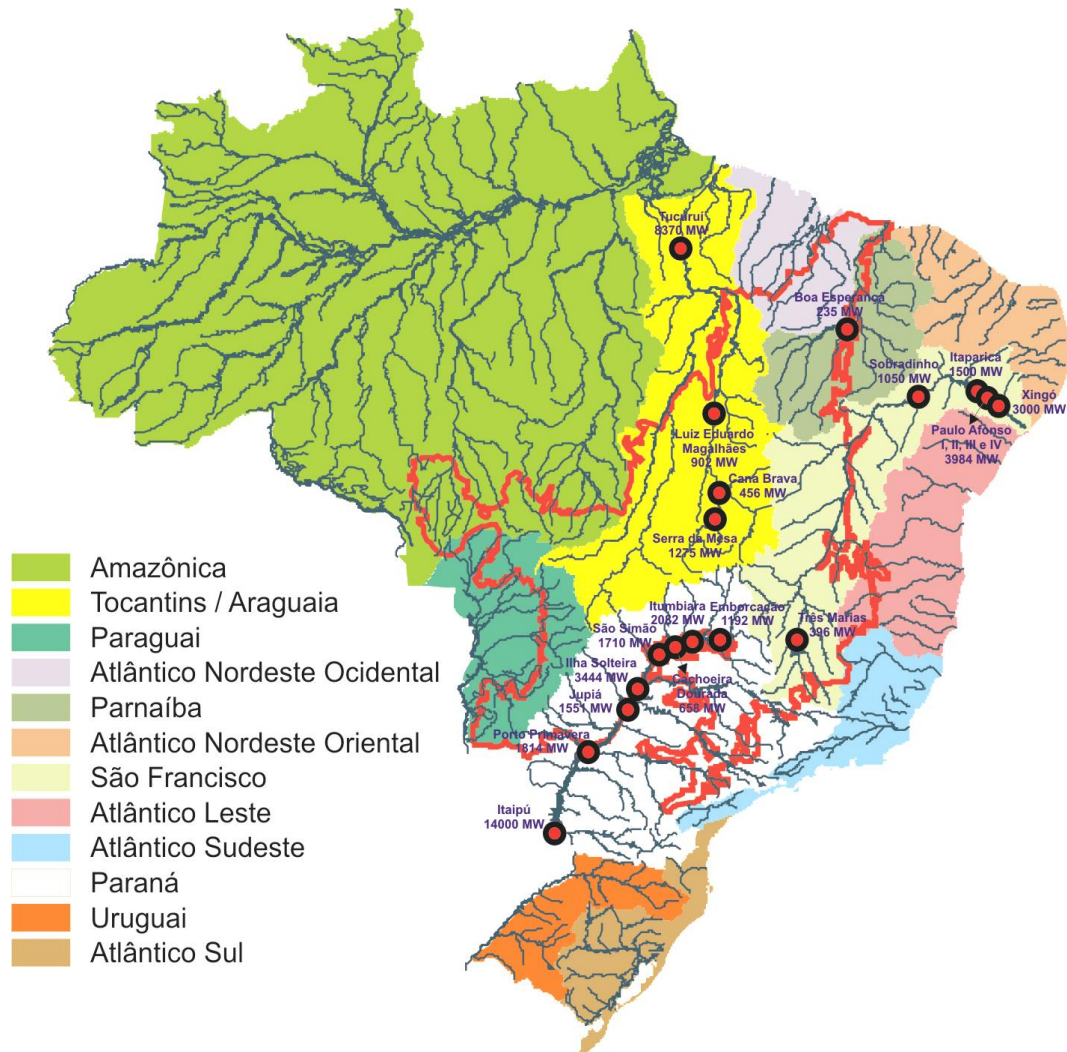 Tucuruí
8370 MW
Boa Esperança
235 MW
Sobradinho
1050 MW
Itaparica
1500 MW
Xingó
3000 MW
Paulo Afonso
I, II, III e IV
3984 MW
Luiz Eduardo
Magalhães
902 MW
Cana Brava
456 MW
Serra da Mesa
1275 MW
Itumbiara
2082 MW
Emborcação
1192 MW
Três Marias
396 MW
São Simão
1710 MW
Ilha Solteira
3444 MW
Cachoeira
Dourada
658 MW
Jupiá
1551 MW
Porto Primavera
1814 MW
Itaipú
14000 MW
Amazônica
Tocantins / Araguaia
Paraguai
Atlântico Nordeste Ocidental
Parnaíba
Atlântico Nordeste Oriental
São Francisco
Atlântico Leste
Atlântico Sudeste
Paraná
Uruguai
Atlântico Sul